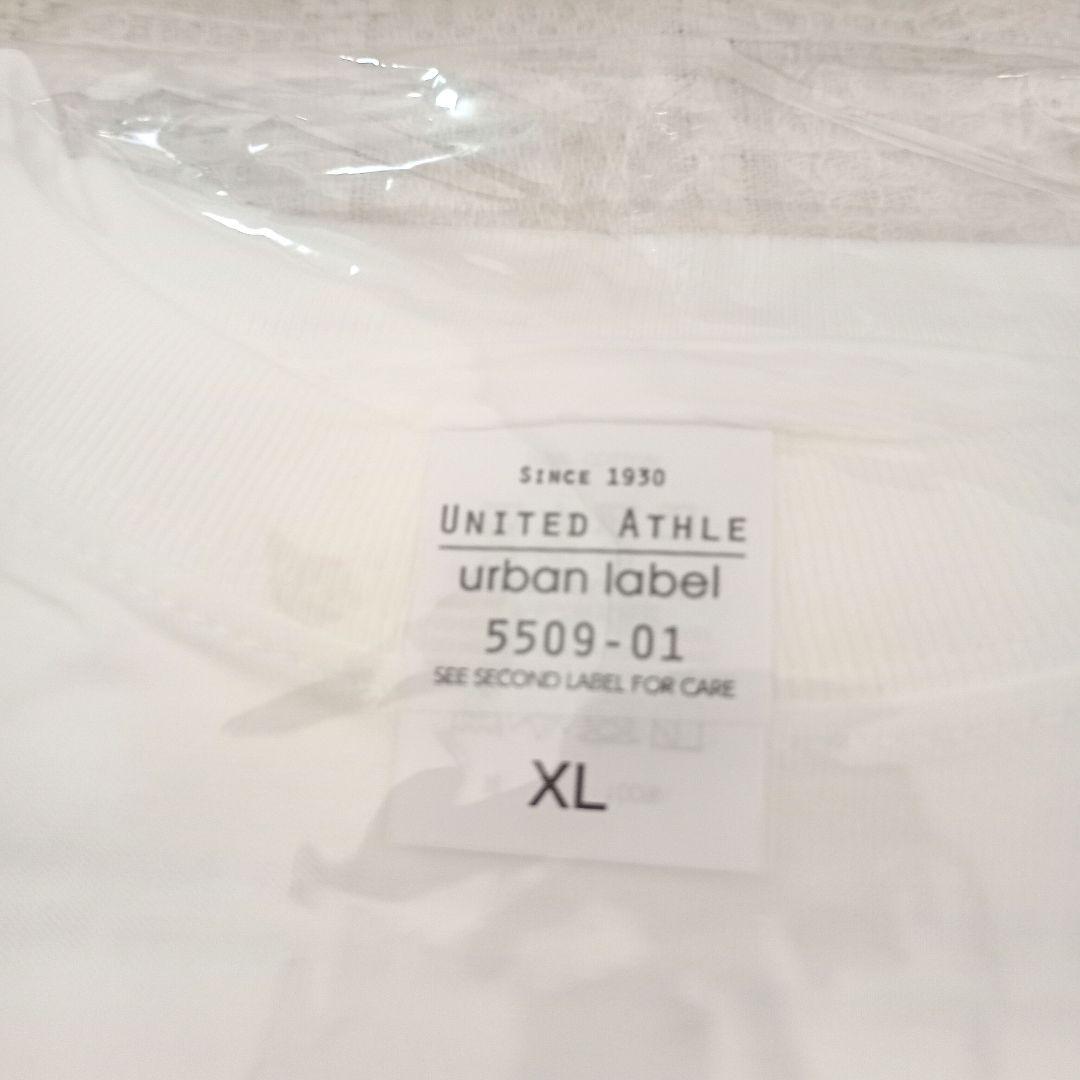 SINCE 1930
UNITED ATHLE
urban label
5509-01
SEE SECOND LABEL FOR CARE
XL